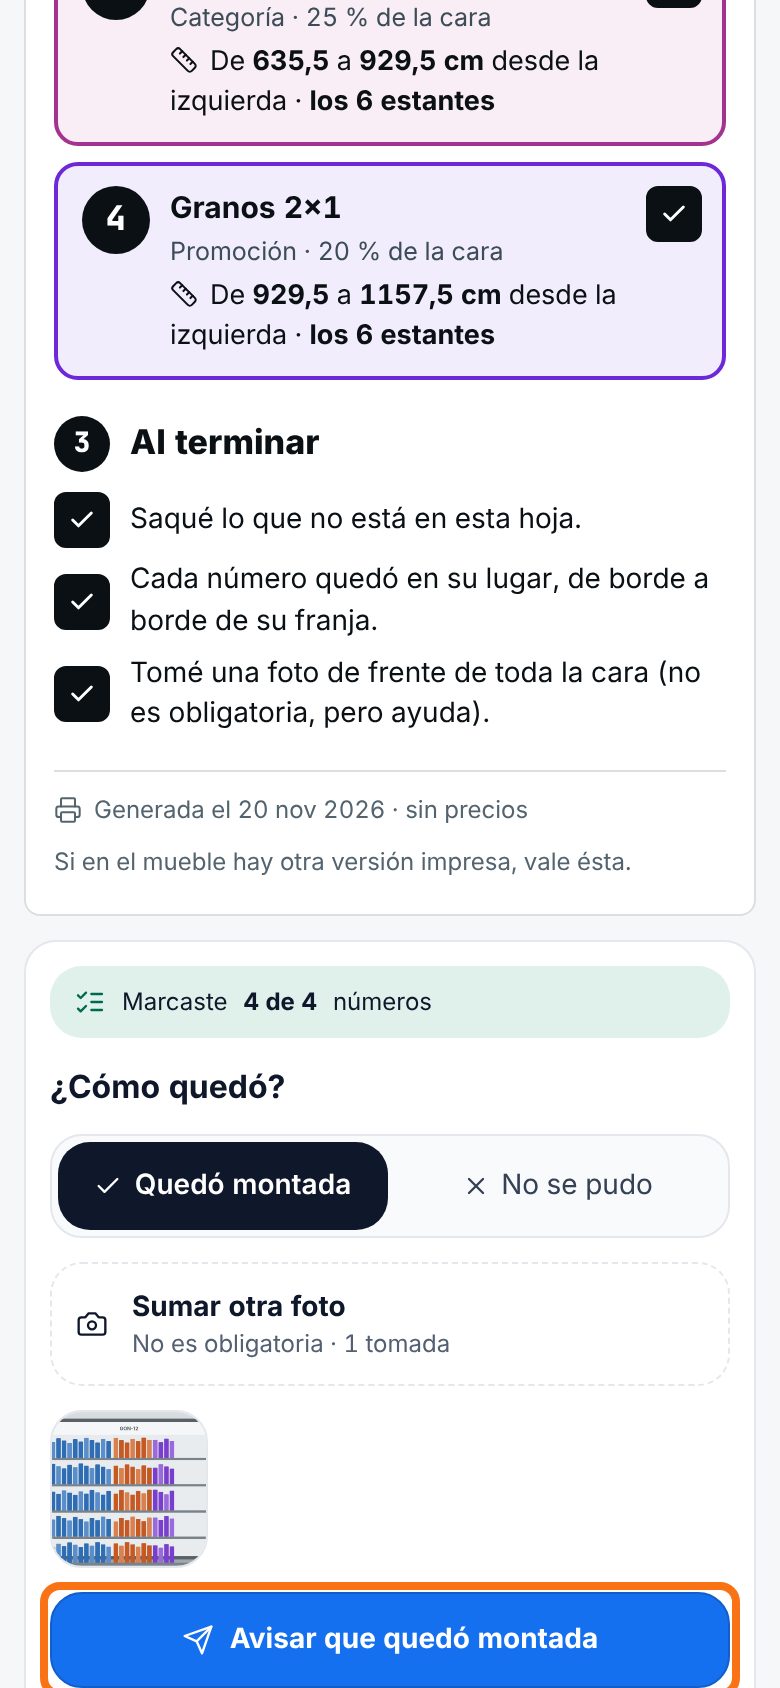 Categoría · 25 % de la cara
De 635,5 a 929,5 cm desde la
izquierda · los 6 estantes
4
Granos 2×1
Promoción · 20 % de la cara
De 929,5 a 1157,5 cm desde la
izquierda · los 6 estantes
3 Al terminar
Saqué lo que no está en esta hoja.
Cada número quedó en su lugar, de borde a
borde de su franja.
Tomé una foto de frente de toda la cara (no
es obligatoria, pero ayuda).
Generada el 20 nov 2026 · sin precios
Si en el mueble hay otra versión impresa, vale ésta.
Marcaste 4 de 4 números
¿Cómo quedó?
Quedó montada
No se pudo
Sumar otra foto
No es obligatoria · 1 tomada
GON-12
Avisar que quedó montada